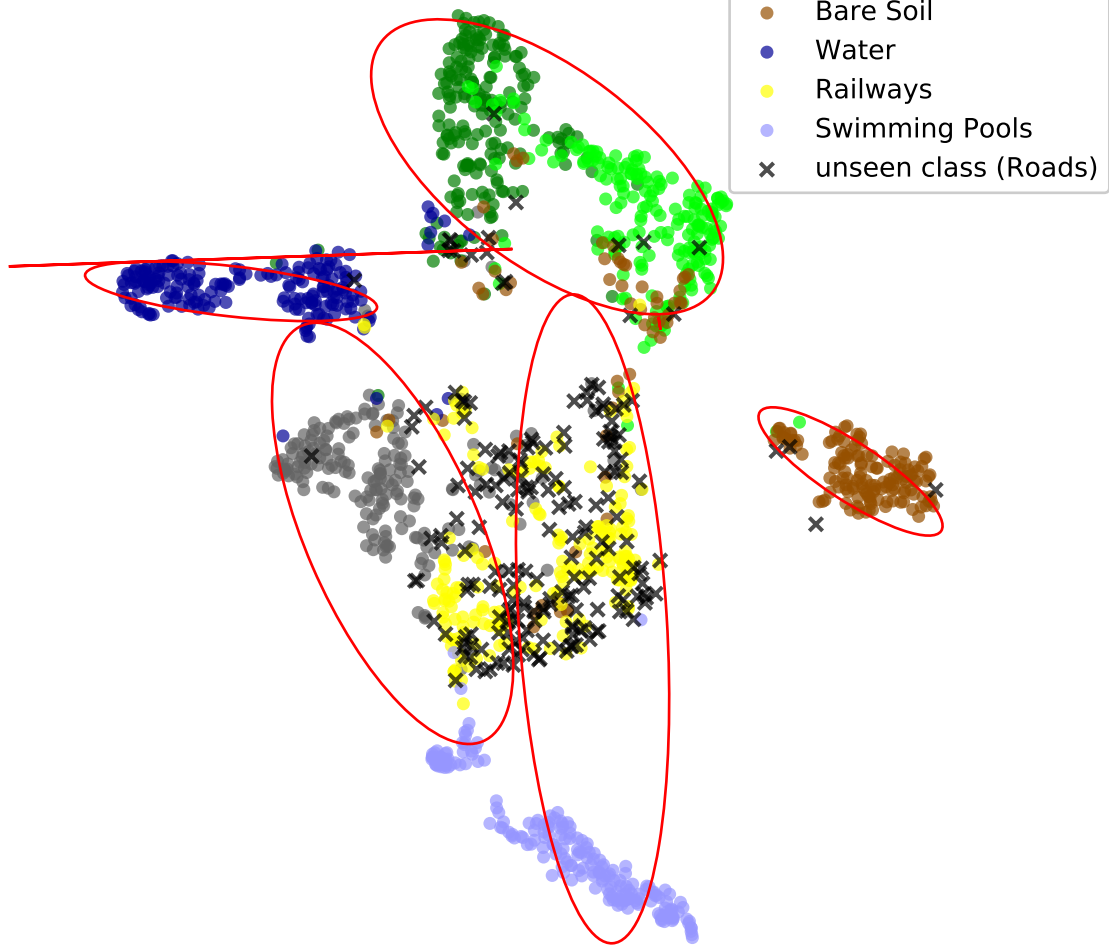 Bare Soil
Water
Railways
Swimming Pools
unseen class (Roads)